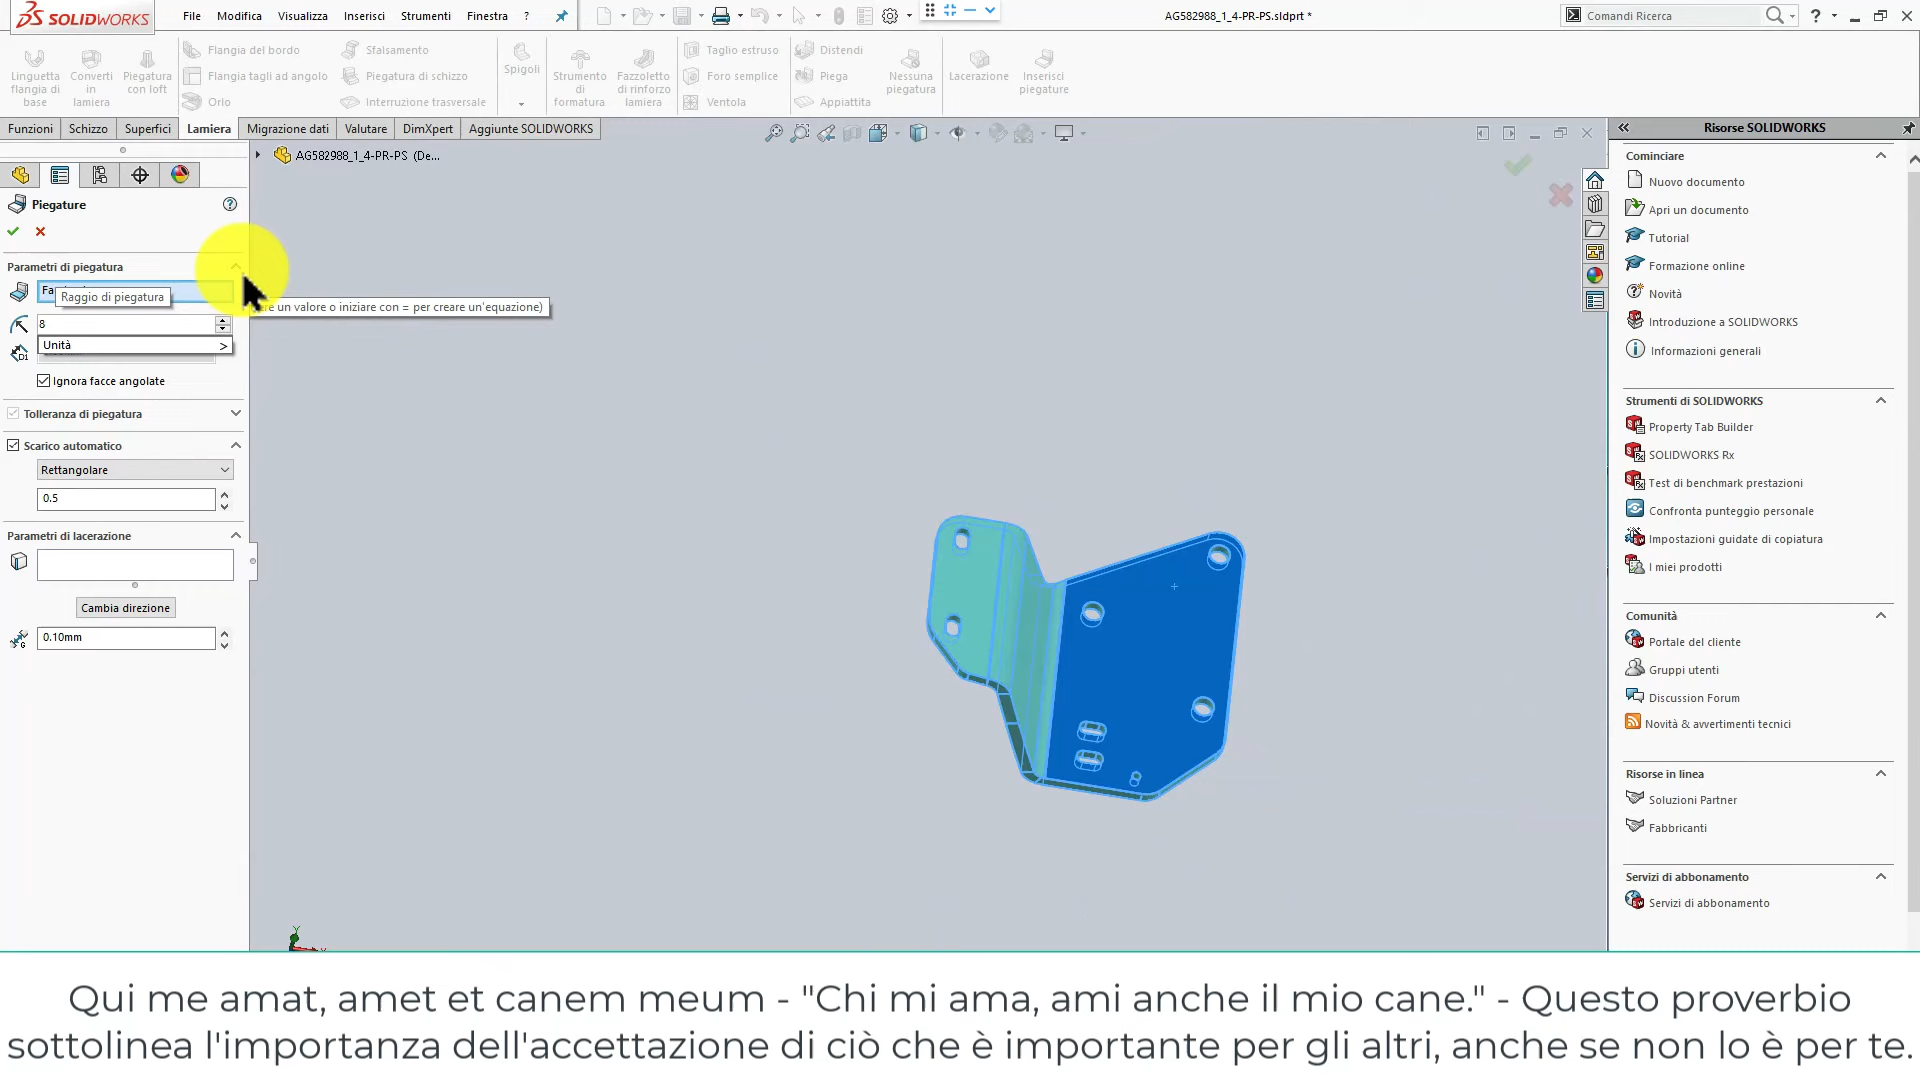 SOLIDWORKS
File Modifica Visualizza Inserisci Strumenti Finestra ?
AG582988_1_4-PR-PS.sldprt *
Comandi Ricerca
?
Linguetta flangia di base
Converti in lamiera
Piegatura con loft
Flangia del bordo
Flangia tagli ad angolo
Orlo
Sfalsamento
Piegatura di schizzo
Interruzione trasversale
Spigoli
Strumento di formatura
Fazzoletto di rinforzo lamiera
Taglio estruso
Foro semplice
Ventola
Distendi
Piega
Appiattita
Nessuna piegatura
Lacerazione
Inserisci piegature
Funzioni Schizzo Superfici Lamiera Migrazione dati Valutare DimXpert Aggiunte SOLIDWORKS
AG582988_1_4-PR-PS (De...
Piegature
Parametri di piegatura
Raggio di piegatura
un valore o iniziare con = per creare un'equazione)
8
Unità >
Ignora facce angolate
Tolleranza di piegatura
Scarico automatico
Rettangolare
0.5
Parametri di lacerazione
Cambia direzione
0.10mm
Risorse SOLIDWORKS
Cominciare
Nuovo documento
Apri un documento
Tutorial
Formazione online
Novità
Introduzione a SOLIDWORKS
Informazioni generali
Strumenti di SOLIDWORKS
Property Tab Builder
SOLIDWORKS Rx
Test di benchmark prestazioni
Confronta punteggio personale
Impostazioni guidate di copiatura
I miei prodotti
Comunità
Portale del cliente
Gruppi utenti
Discussion Forum
Novità & avvertimenti tecnici
Risorse in linea
Soluzioni Partner
Fabbricanti
Servizi di abbonamento
Servizi di abbonamento
Qui me amat, amet et canem meum - "Chi mi ama, ami anche il mio cane." - Questo proverbio
sottolinea l'importanza dell'accettazione di ciò che è importante per gli altri, anche se non lo è per te.